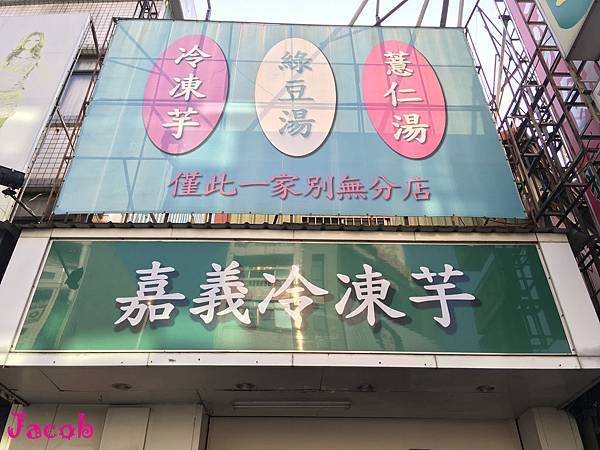 冷凍芋
綠豆湯
薏仁湯
僅此一家別無分店
嘉義冷凍芋
Jacob